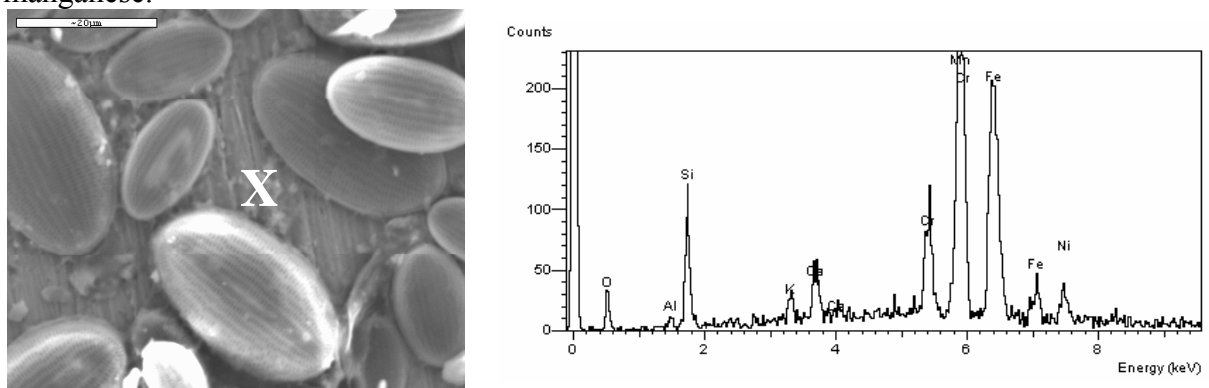 manganese.
~20µm
X
Counts
200
150
100
50
0
O
Al
Si
K
Ca
Ca
Cr
Mn
Cr
Fe
Fe
Ni
0 2 4 6 8
Energy (keV)